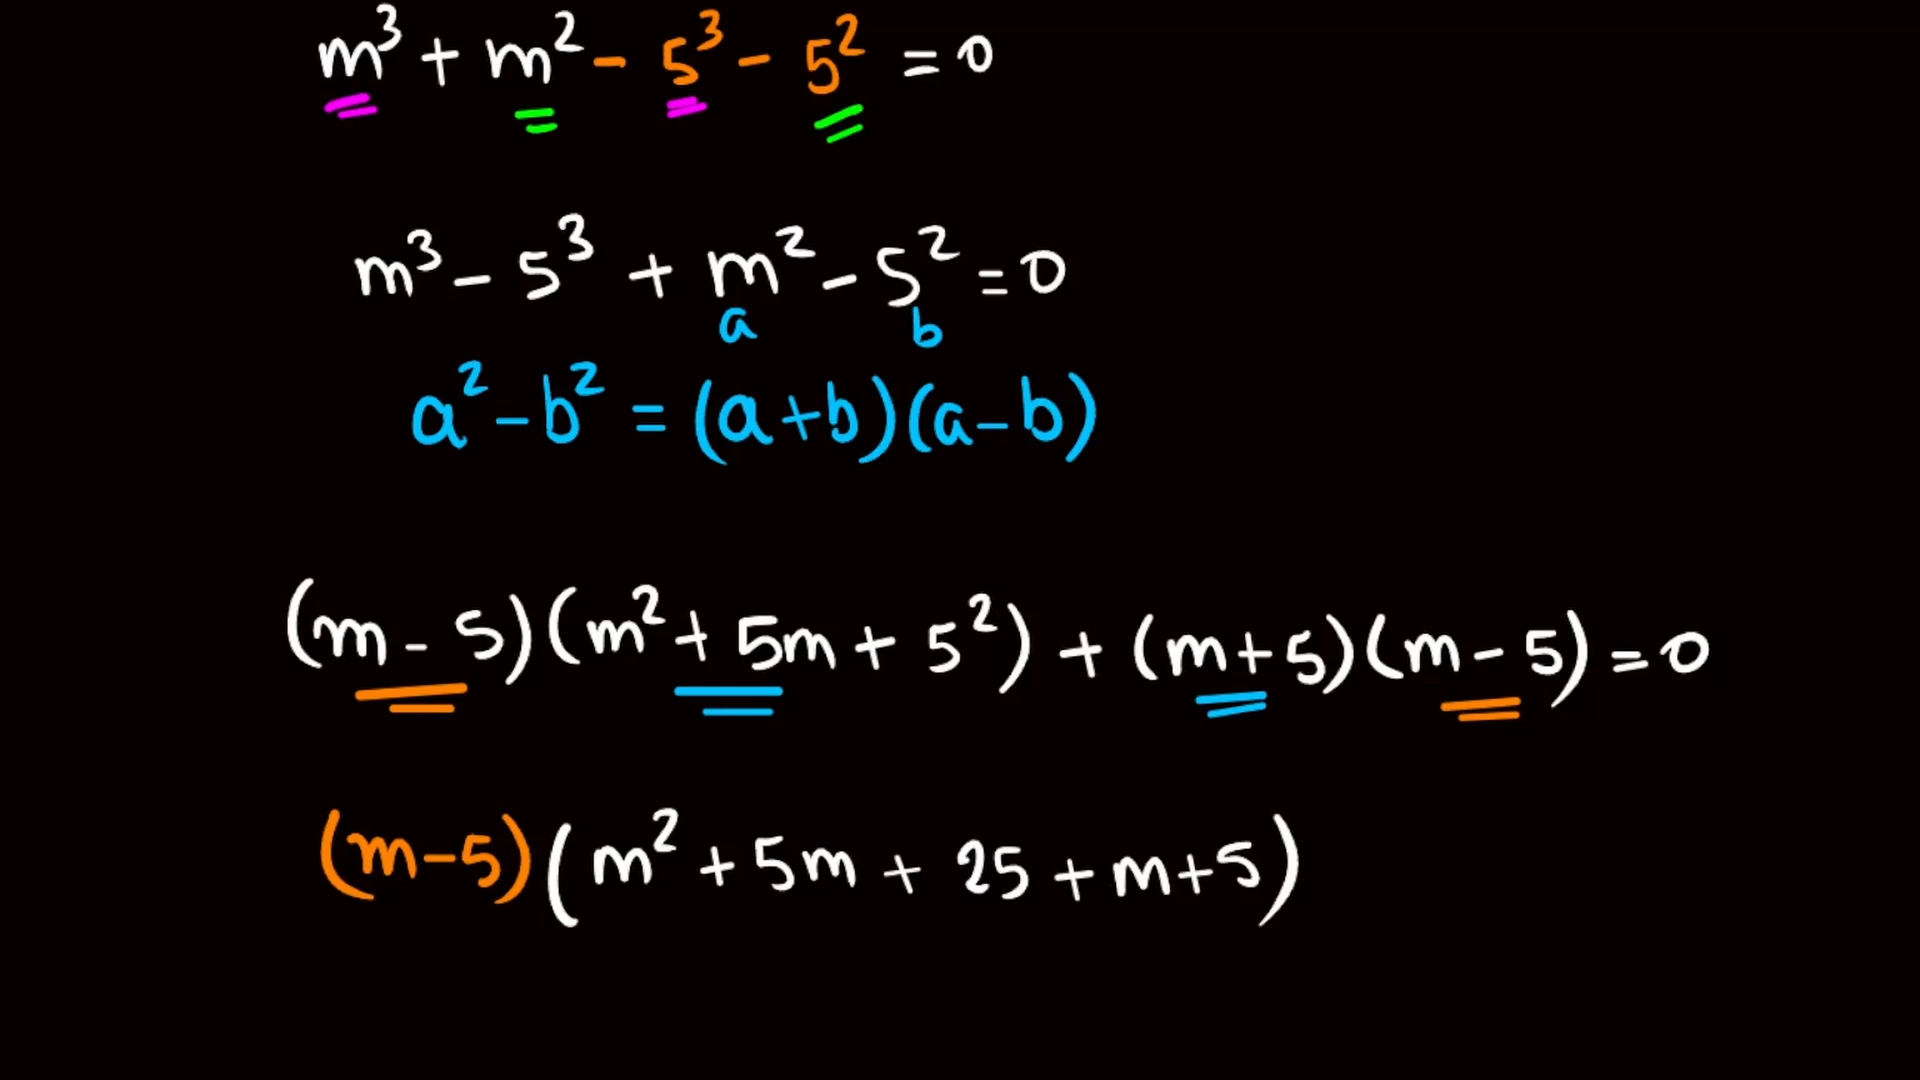 m³ + m² - 5³ - 5² = 0
m³ - 5³ + m² - 5² = 0
a b
a² - b² = (a+b)(a-b)
(m-5)(m² + 5m + 5²) + (m+5)(m-5) = 0
(m-5)(m² + 5m + 25 + m+5)